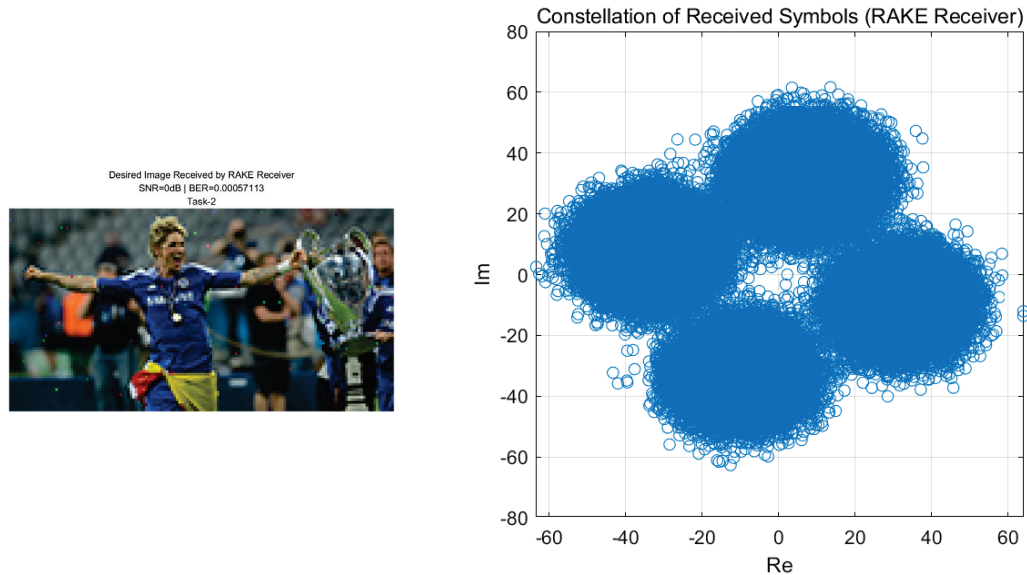 Desired Image Received by RAKE Receiver
SNR=0dB | BER=0.00057113
Task-2
SAMSUNG
Constellation of Received Symbols (RAKE Receiver)
80
60
40
20
0
-20
-40
-60
-80
Im
-60
-40
-20
0
20
40
60
Re